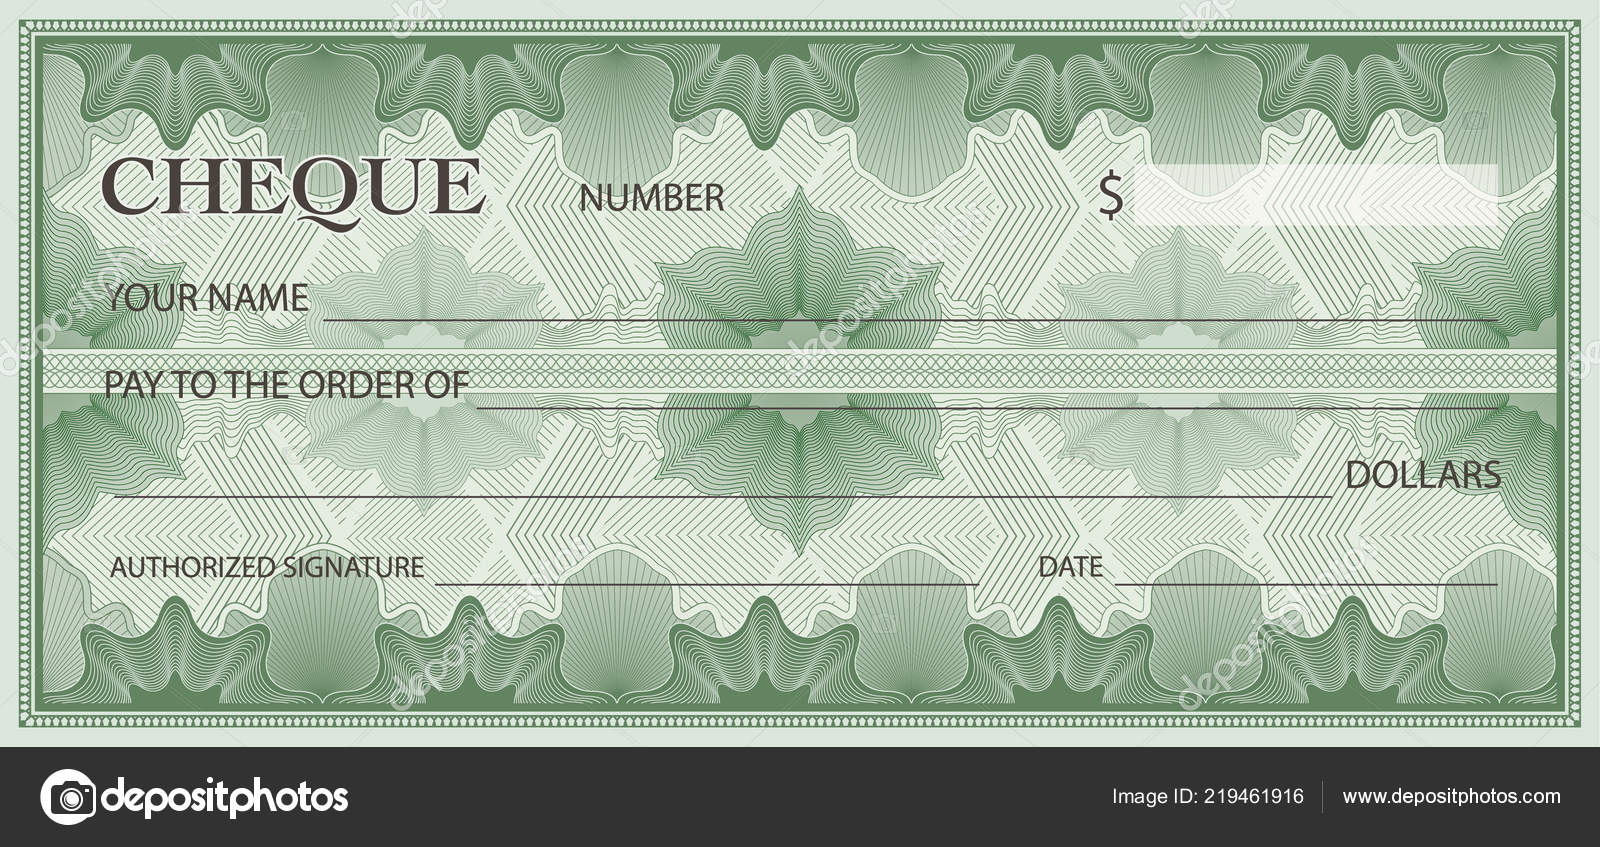 CHEQUE NUMBER $
YOUR NAME
PAY TO THE ORDER OF
DOLLARS
AUTHORIZED SIGNATURE DATE
depositphotos
Image ID: 219461916 www.depositphotos.com